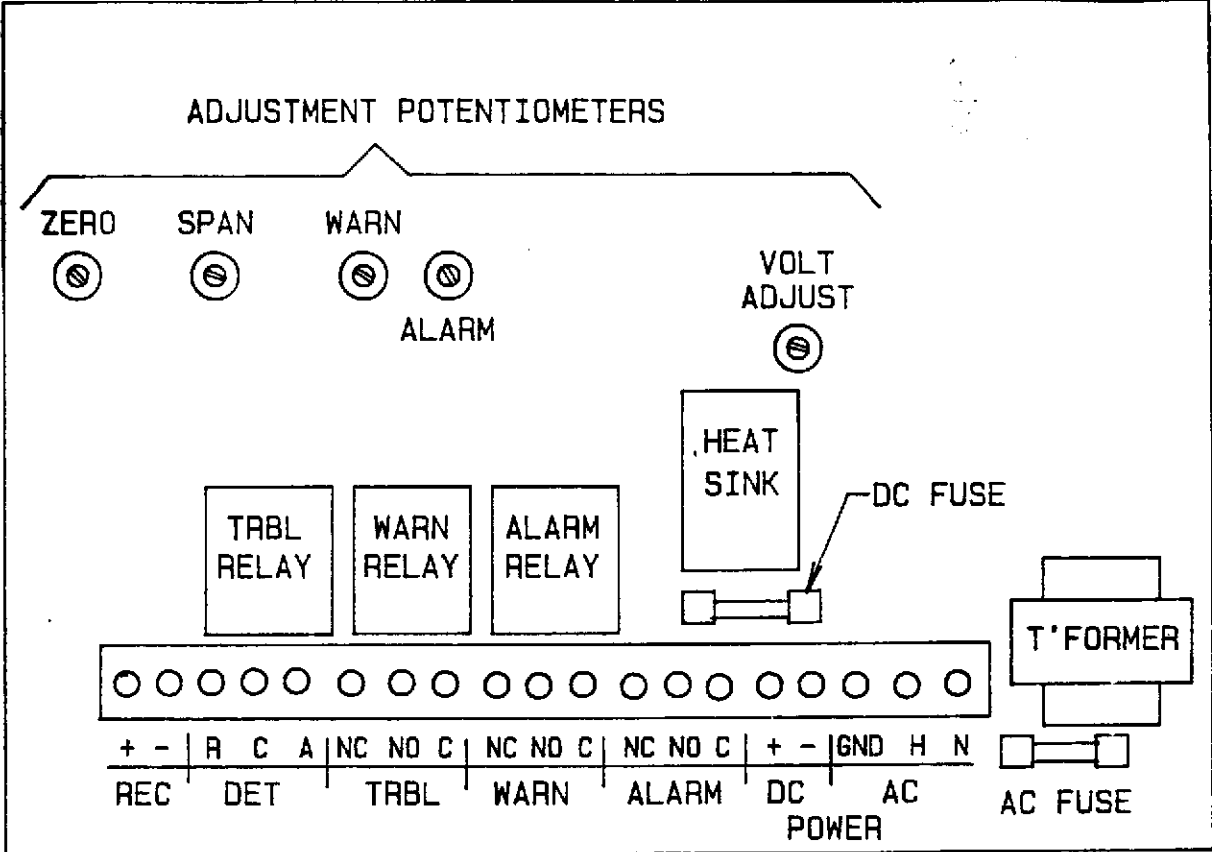 ADJUSTMENT POTENTIOMETERS
ZERO SPAN WARN
ALARM
VOLT
ADJUST
HEAT
SINK
DC FUSE
TRBL
RELAY
WARN
RELAY
ALARM
RELAY
T'FORMER
+ - R C A NC NO C NC NO C NC NO C + - GND H N
REC DET TRBL WARN ALARM DC AC
POWER
AC FUSE